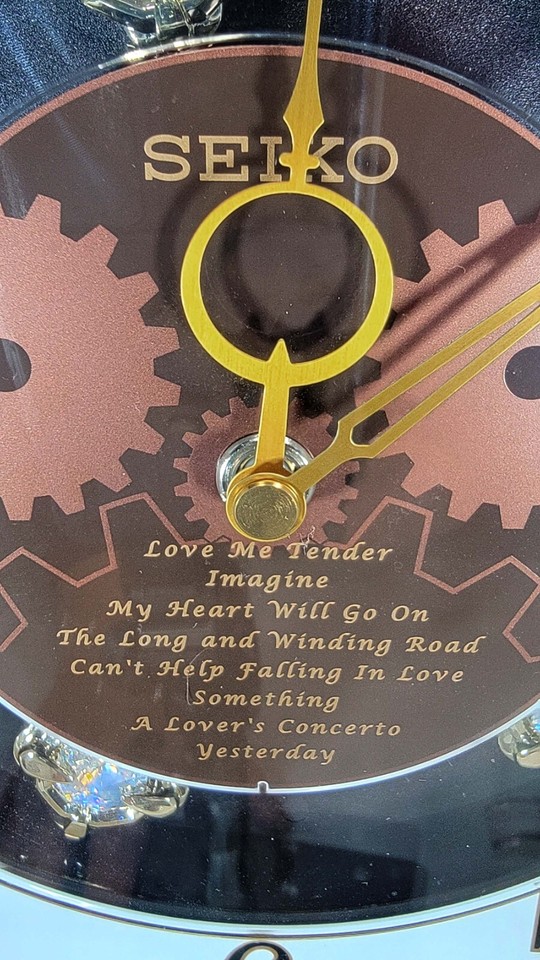 SEIKO
Love Me Tender
Imagine
My Heart Will Go On
The Long and Winding Road
Can't Help Falling In Love
Something
A Lover's Concerto
Yesterday